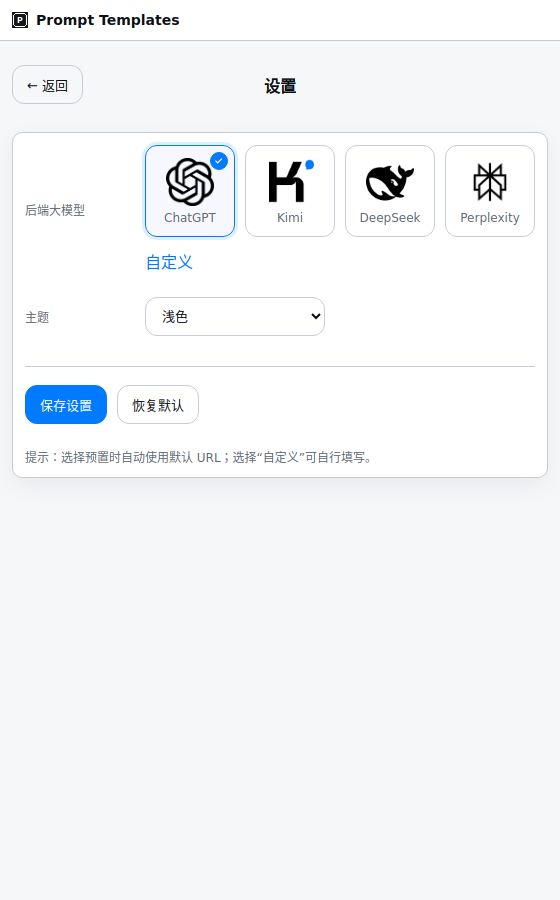 P Prompt Templates
← 返回
设置
后端大模型
ChatGPT
Kimi
DeepSeek
Perplexity
自定义
主题
浅色
保存设置
恢复默认
提示：选择预置时自动使用默认 URL；选择“自定义”可自行填写。